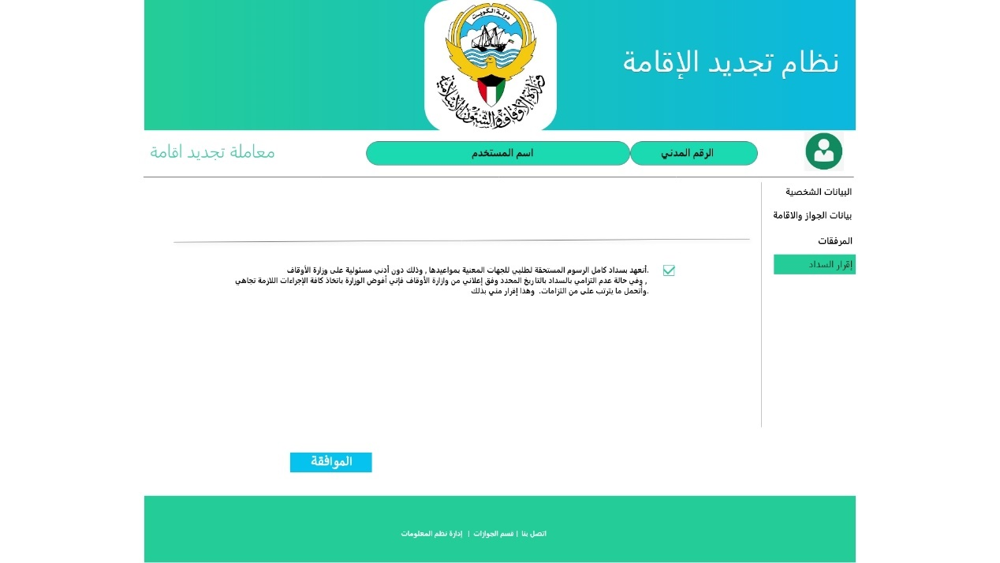 دولة الكويت
وزارة الأوقاف والشئون الإسلامية
نظام تجديد الإقامة
الرقم المدني
اسم المستخدم
معاملة تجديد اقامة
البيانات الشخصية
بيانات الجواز والاقامة
المرفقات
إقرار السداد
أتعهد بسداد كامل الرسوم المستحقة لطلبي للجهات المعنية بمواعيدها , وذلك دون أدني مسئولية على وزارة الأوقاف.
, وفي حالة عدم التزامي بالسداد بالتاريخ المحدد وفق إعلاني من وازارة الأوقاف فإني أفوض الوزارة باتخاذ كافة الإجراءات اللازمة تجاهي
وأتحمل ما يترتب على من التزامات. وهذا إقرار مني بذلك.
الموافقة
اتصل بنا | قسم الجوازات | إدارة نظم المعلومات